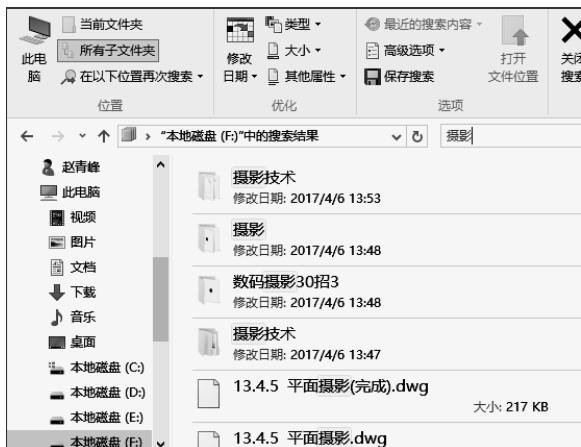 当前文件夹
所有子文件夹
在以下位置再次搜索
此电
脑
位置
修改
日期
类型
大小
其他属性
优化
最近的搜索内容
高级选项
保存搜索
打开
文件位置
选项
关闭
搜索
"本地磁盘 (F:)"中的搜索结果
摄影
赵青峰
此电脑
视频
图片
文档
下载
音乐
桌面
本地磁盘 (C:)
本地磁盘 (D:)
本地磁盘 (E:)
本地磁盘 (F:)
摄影技术
修改日期: 2017/4/6 13:53
摄影
修改日期: 2017/4/6 13:48
数码摄影30招3
修改日期: 2017/4/6 13:48
摄影技术
修改日期: 2017/4/6 13:47
13.4.5 平面摄影(完成).dwg
大小: 217 KB
13.4.5 平面摄影.dwg